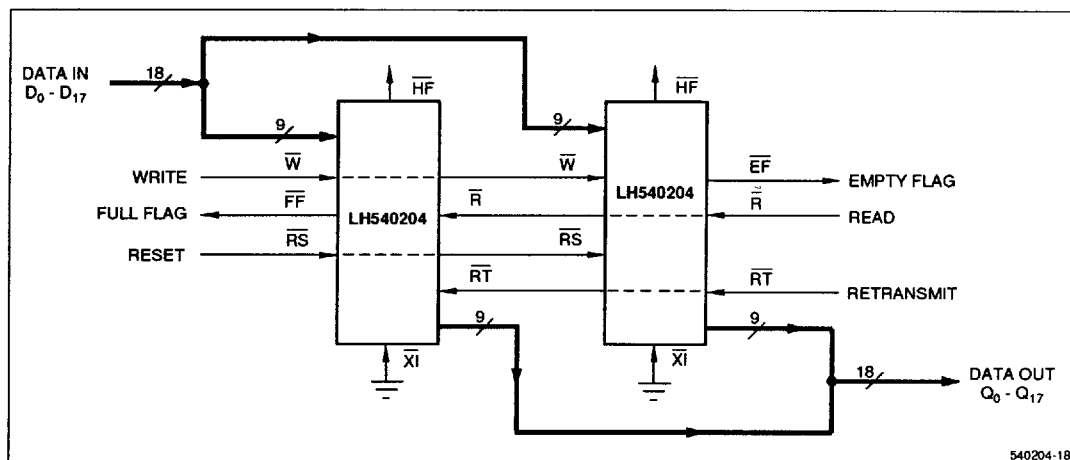 DATA IN
D0 - D17
18
9
HF
W
WRITE
FF
FULL FLAG
RS
RESET
LH540204
XI
9
HF
W
R
RS
RT
9
LH540204
XI
EF
EMPTY FLAG
R
READ
RT
RETRANSMIT
9
18
DATA OUT
Q0 - Q17
540204-18